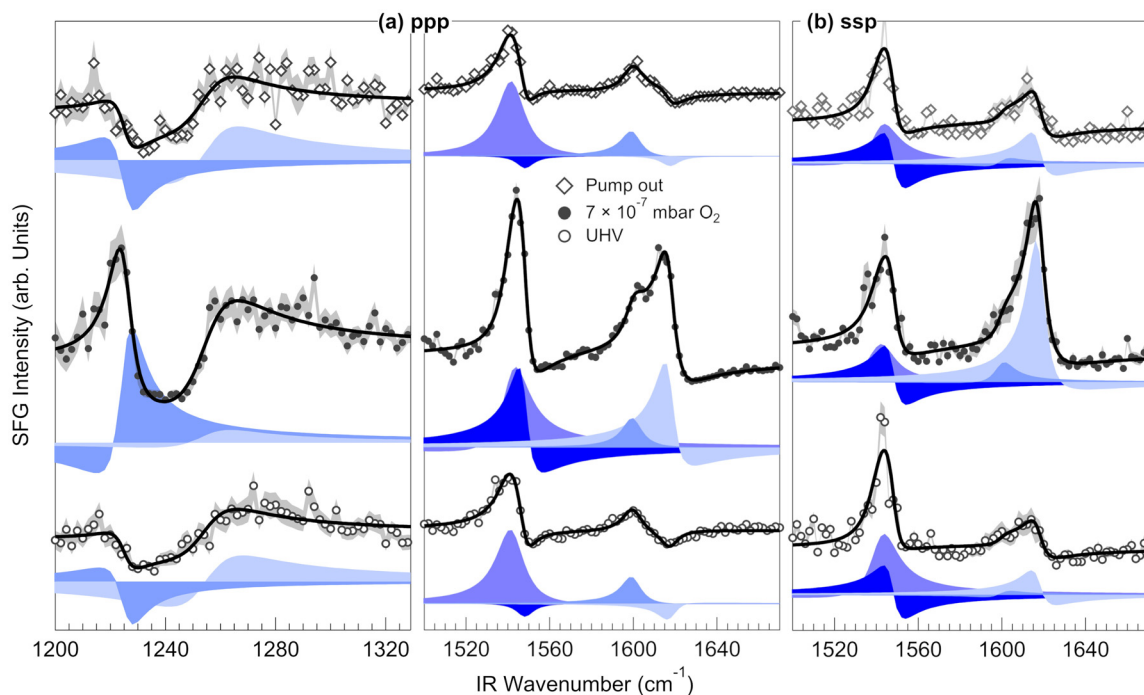 (a) ppp
(b) ssp
SFG Intensity (arb. Units)
Pump out
7 × 10⁻⁷ mbar O₂
UHV
1200 1240 1280 1320
1520 1560 1600 1640
1520 1560 1600 1640
IR Wavenumber (cm⁻¹)